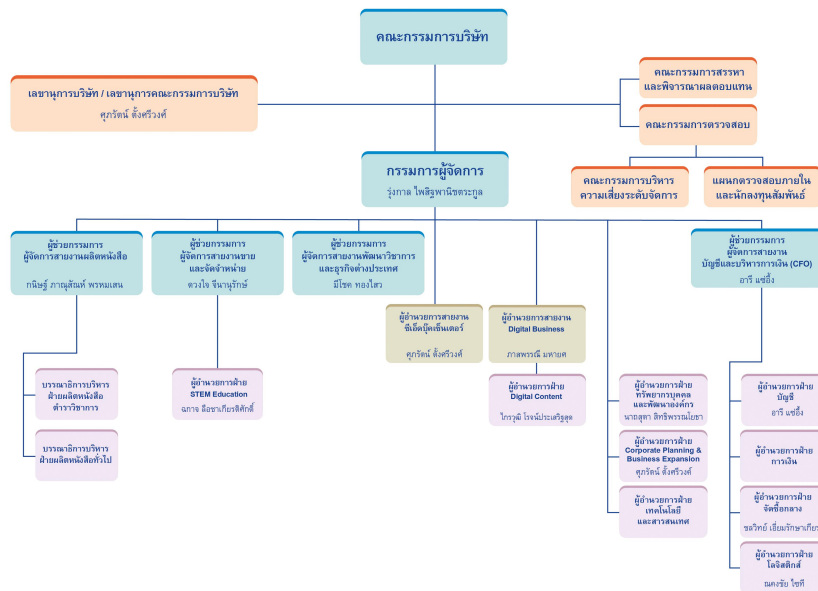 คณะกรรมการบริษัท
คณะกรรมการสรรหา
และพิจารณาผลตอบแทน
เลขานุการบริษัท / เลขานุการคณะกรรมการบริษัท
ศุภรัตน์ ตั้งศรีวงศ์
คณะกรรมการตรวจสอบ
กรรมการผู้จัดการ
รุ่งกาล ไพสิฐพานิชตระกูล
คณะกรรมการบริหาร
ความเสี่ยงระดับจัดการ
แผนกตรวจสอบภายใน
และนักลงทุนสัมพันธ์
ผู้ช่วยกรรมการ
ผู้จัดการสายงานผลิตหนังสือ
กนิษฐ์ ภาณุสัณห์ พรหมเสน
ผู้ช่วยกรรมการ
ผู้จัดการสายงานขาย
และจัดจำหน่าย
ดวงใจ จีนานุรักษ์
ผู้ช่วยกรรมการ
ผู้จัดการสายงานพัฒนาวิชาการ
และธุรกิจต่างประเทศ
มีโชค ทองไสว
ผู้ช่วยกรรมการ
ผู้จัดการสายงาน
บัญชีและบริหารการเงิน (CFO)
อารี แซ่อึ้ง
ผู้อำนวยการสายงาน
ซีเอ็ดบุ๊คเซ็นเตอร์
ศุภรัตน์ ตั้งศรีวงศ์
ผู้อำนวยการสายงาน
Digital Business
ภาสพรรณี มหายศ
บรรณาธิการบริหาร
ฝ่ายผลิตหนังสือ
ตำราวิชาการ
ผู้อำนวยการฝ่าย
STEM Education
ฉกาจ ลือชาเกียรติศักดิ์
ผู้อำนวยการฝ่าย
Digital Content
ไกรวุฒิ โรจน์ประเสริฐสุด
ผู้อำนวยการฝ่าย
ทรัพยากรบุคคล
และพัฒนาองค์กร
นาถสุดา สิทธิพรรณโยธา
ผู้อำนวยการฝ่าย
บัญชี
อารี แซ่อึ้ง
บรรณาธิการบริหาร
ฝ่ายผลิตหนังสือทั่วไป
ผู้อำนวยการฝ่าย
Corporate Planning &
Business Expansion
ศุภรัตน์ ตั้งศรีวงศ์
ผู้อำนวยการฝ่าย
การเงิน
ผู้อำนวยการฝ่าย
เทคโนโลยี
และสารสนเทศ
ผู้อำนวยการฝ่าย
จัดซื้อกลาง
ชลวิทย์ เอี่ยมรักษาเกียร
ผู้อำนวยการฝ่าย
โลจิสติกส์
ณดงชัย ใซที